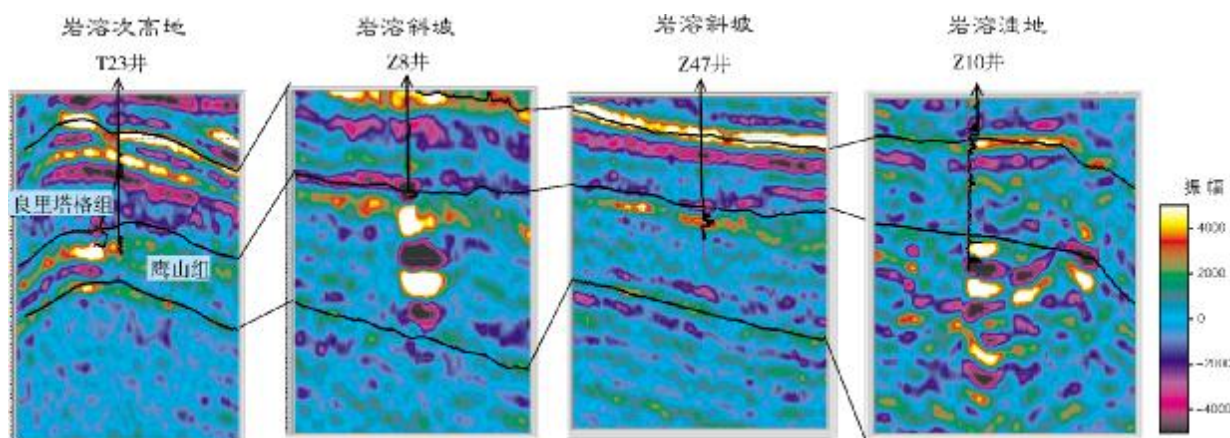 岩溶次高地
岩溶斜坡
岩溶斜坡
岩溶洼地
T23井
Z8井
Z47井
Z10井
良里塔格组
鹰山组
振幅
4000
2000
0
-2000
-4000